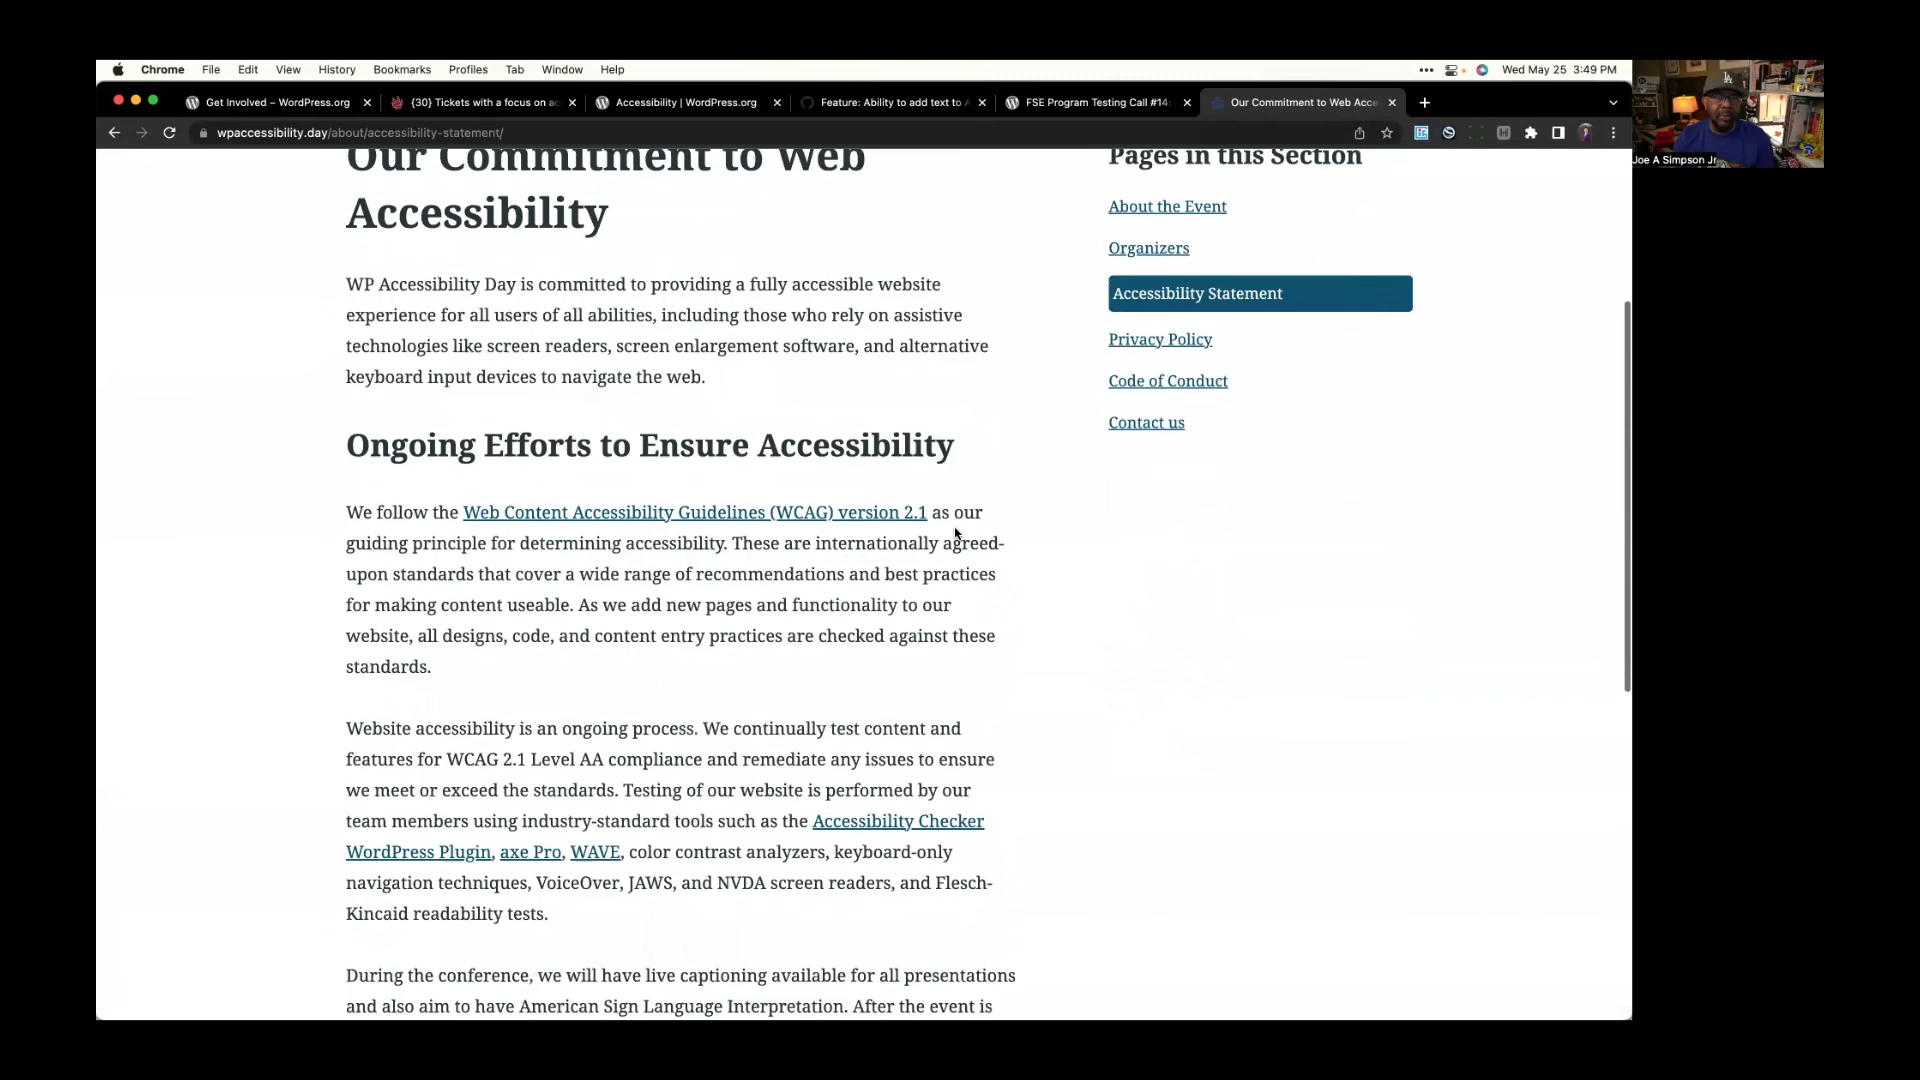 Chrome File Edit View History Bookmarks Profiles Tab Window Help Wed May 25 3:49 PM
Get Involved – WordPress.org {30} Tickets with a focus on ac Accessibility | WordPress.org Feature: Ability to add text to FSE Program Testing Call #14: Our Commitment to Web Acce
wpaccessibility.day/about/accessibility-statement/
Joe A Simpson Jr
Our Commitment to Web
Accessibility
WP Accessibility Day is committed to providing a fully accessible website
experience for all users of all abilities, including those who rely on assistive
technologies like screen readers, screen enlargement software, and alternative
keyboard input devices to navigate the web.
Ongoing Efforts to Ensure Accessibility
We follow the Web Content Accessibility Guidelines (WCAG) version 2.1 as our
guiding principle for determining accessibility. These are internationally agreed-
upon standards that cover a wide range of recommendations and best practices
for making content useable. As we add new pages and functionality to our
website, all designs, code, and content entry practices are checked against these
standards.
Website accessibility is an ongoing process. We continually test content and
features for WCAG 2.1 Level AA compliance and remediate any issues to ensure
we meet or exceed the standards. Testing of our website is performed by our
team members using industry-standard tools such as the Accessibility Checker
WordPress Plugin, axe Pro, WAVE, color contrast analyzers, keyboard-only
navigation techniques, VoiceOver, JAWS, and NVDA screen readers, and Flesch-
Kincaid readability tests.
During the conference, we will have live captioning available for all presentations
and also aim to have American Sign Language Interpretation. After the event is
Pages in this Section
About the Event
Organizers
Accessibility Statement
Privacy Policy
Code of Conduct
Contact us